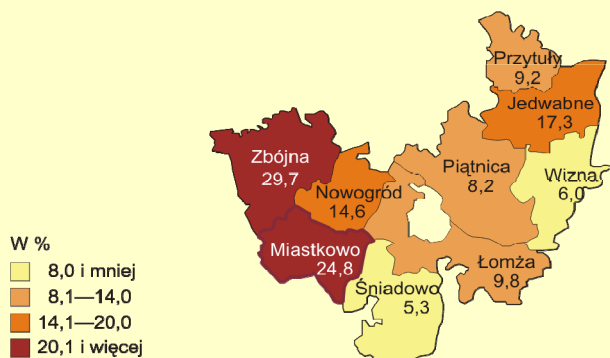 Przytuły
9,2
Jedwabne
17,3
Zbójna
29,7
Nowogród
14,6
Piątnica
8,2
Wizna
6,0
Miastkowo
24,8
Łomża
9,8
Śniadowo
5,3
W %
8,0 i mniej
8,1—14,0
14,1—20,0
20,1 i więcej